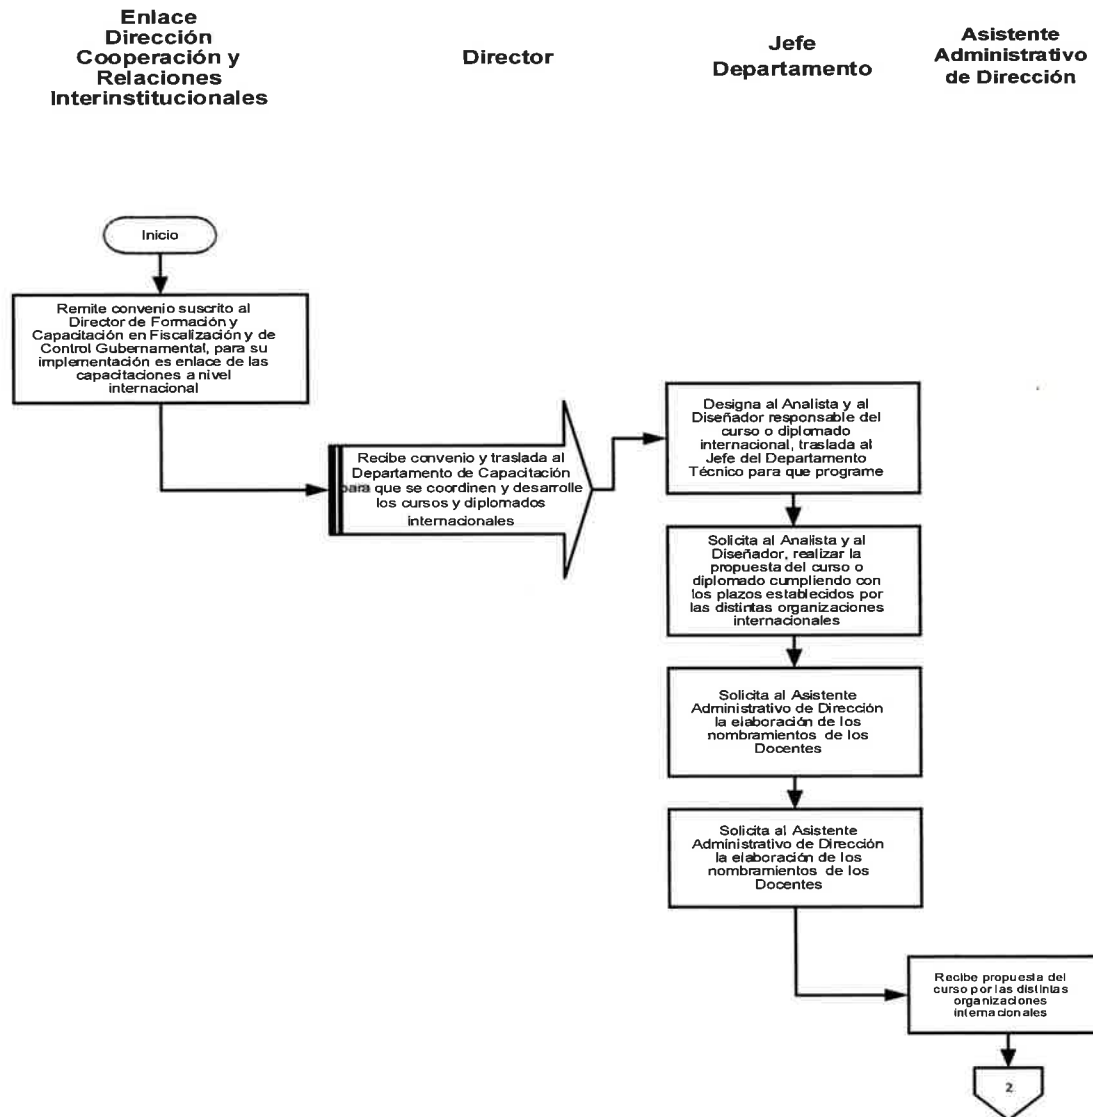 Enlace
Dirección
Cooperación y
Relaciones
Interinstitucionales
Director
Jefe
Departamento
Asistente
Administrativo
de Dirección
Inicio
Remite convenio suscrito al
Director de Formación y
Capacitación en Fiscalización y de
Control Gubernamental, para su
implementación es enlace de las
capacitaciones a nivel
internacional
Recibe convenio y traslada al
Departamento de Capacitación
para que se coordinen y desarrolle
los cursos y diplomados
internacionales
Designa al Analista y al
Diseñador responsable del
curso o diplomado
internacional, traslada al
Jefe del Departamento
Técnico para que programe
Solicita al Analista y al
Diseñador, realizar la
propuesta del curso o
diplomado cumpliendo con
los plazos establecidos por
las distintas organizaciones
internacionales
Solicita al Asistente
Administrativo de Dirección
la elaboración de los
nombramientos de los
Docentes
Solicita al Asistente
Administrativo de Dirección
la elaboración de los
nombramientos de los
Docentes
Recibe propuesta del
curso por las distintas
organizaciones
internacionales
2